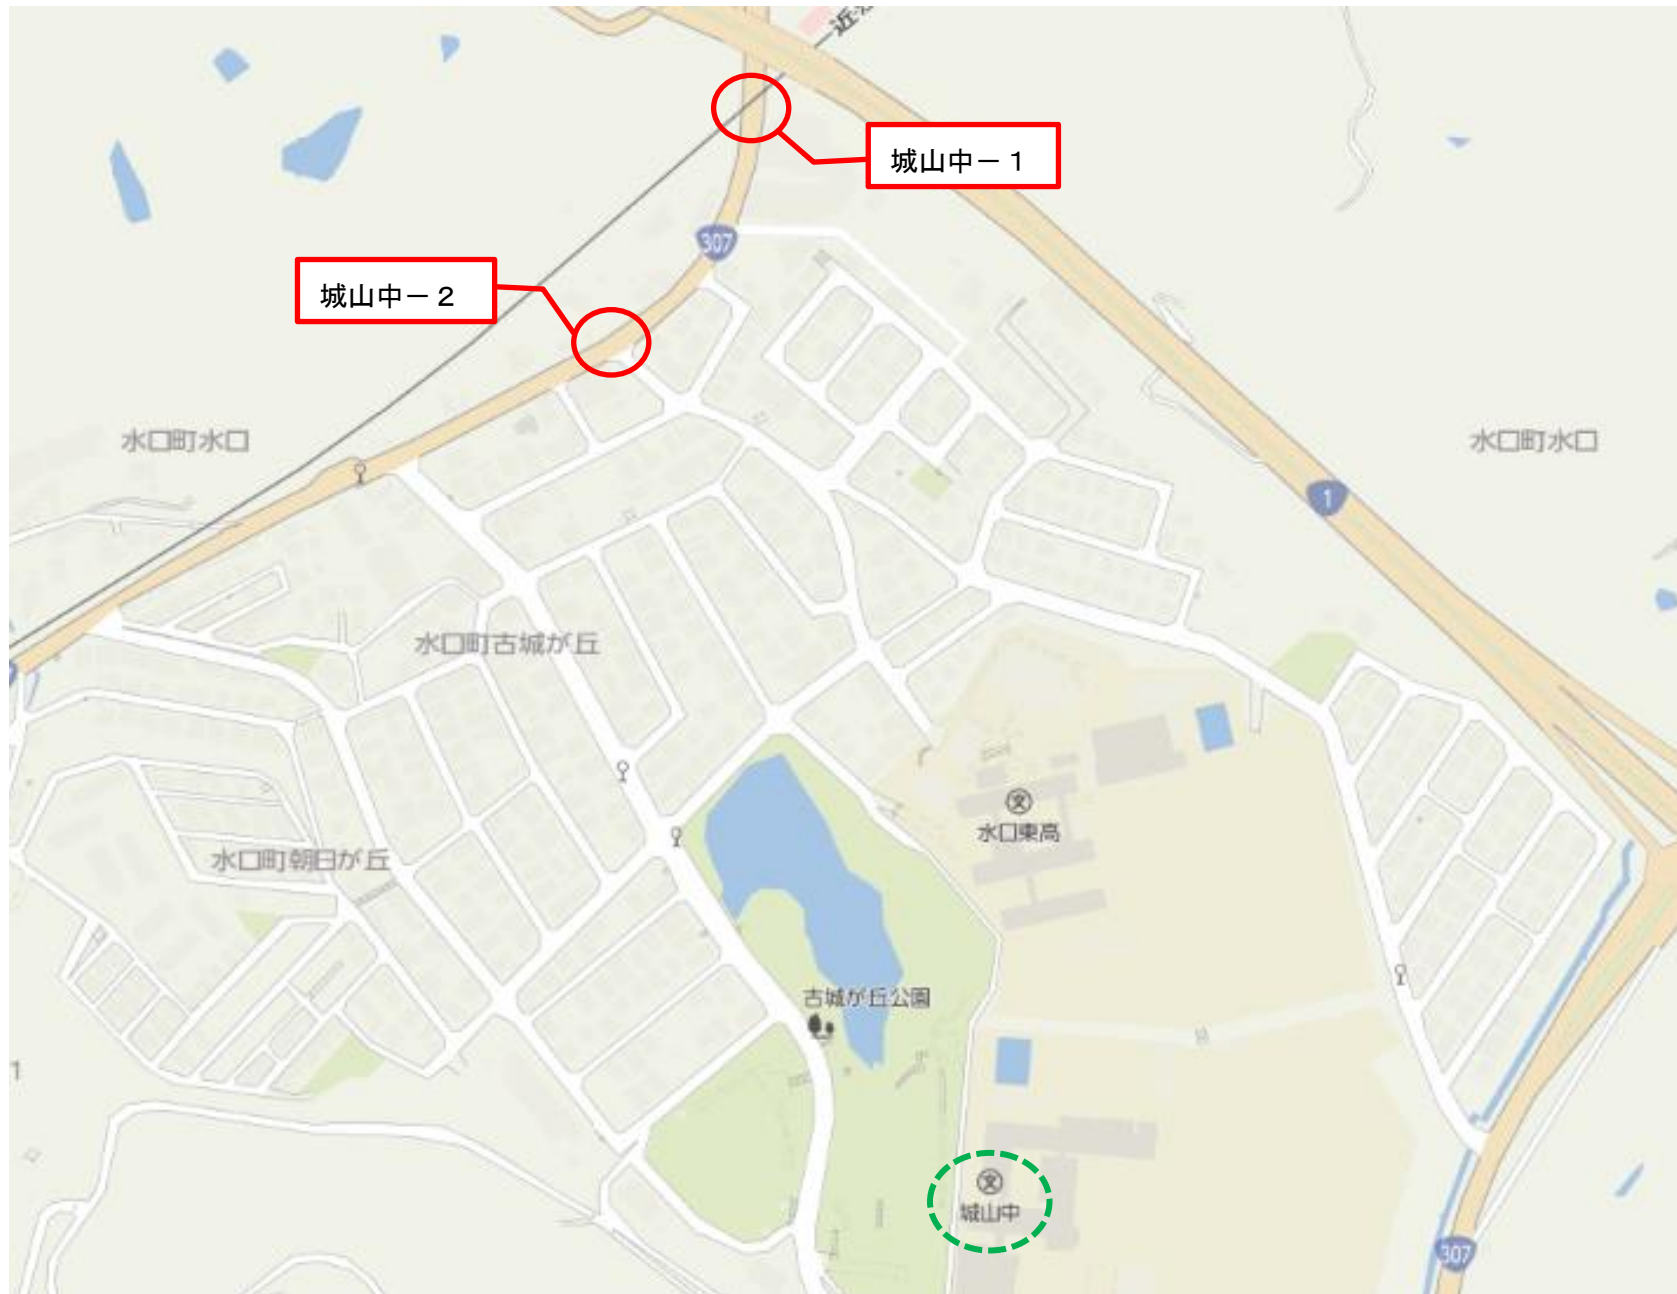 近
城山中－1
307
城山中－2
水口町水口
水口町水口
1
水口町古城が丘
水口東高
水口町朝日が丘
古城が丘公園
1
城山中
307